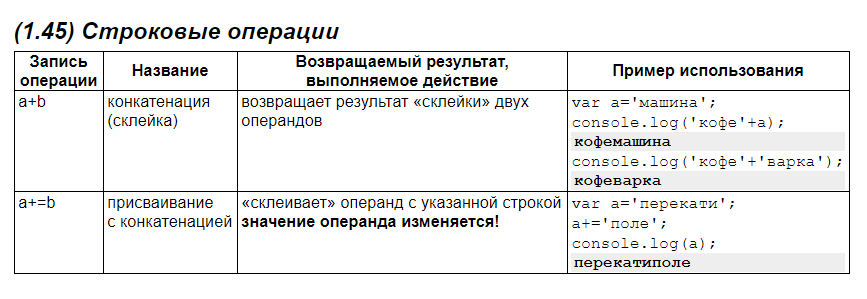 (1.45) Строковые операции
Запись операции
Название
Возвращаемый результат, выполняемое действие
Пример использования
a+b
конкатенация
(склейка)
возвращает результат «склейки» двух
операндов
var a='машина';
console.log('кофе'+a);
кофемашина
console.log('кофе'+'варка');
кофеварка
a+=b
присваивание
с конкатенацией
«склеивает» операнд с указанной строкой
значение операнда изменяется!
var a='перекати';
a+='поле';
console.log(a);
перекатиполе